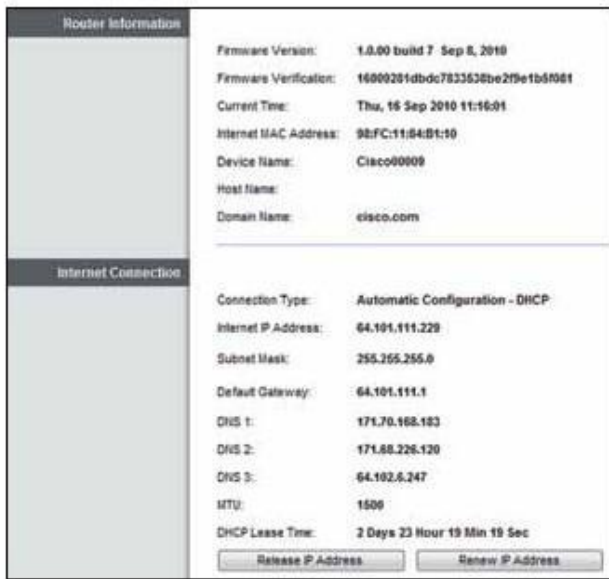 Router Information
Firmware Version: 1.0.00 build 7 Sep 8, 2010
Firmware Verification: 16000281dbdc7833538be2f9e1b5f081
Current Time: Thu, 16 Sep 2010 11:16:01
Internet MAC Address: 98:FC:11:84:B1:10
Device Name: Cisco00009
Host Name:
Domain Name: cisco.com
Internet Connection
Connection Type: Automatic Configuration - DHCP
Internet IP Address: 64.101.111.229
Subnet Mask: 255.255.255.0
Default Gateway: 64.101.111.1
DNS 1: 171.70.168.183
DNS 2: 171.68.226.120
DNS 3: 64.102.6.247
MTU: 1500
DHCP Lease Time: 2 Days 23 Hour 19 Min 19 Sec
Release IP Address Renew IP Address